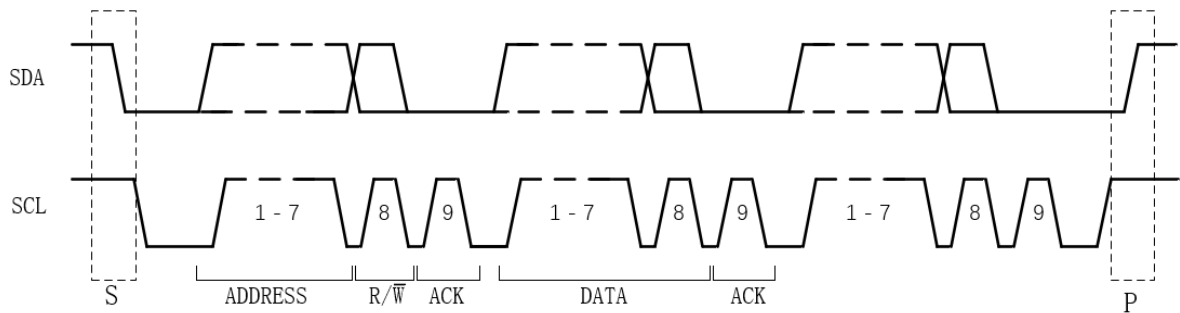 SDA
SCL
1-7 8 9 1-7 8 9 1-7 8 9
S ADDRESS R/W̅ ACK DATA ACK P